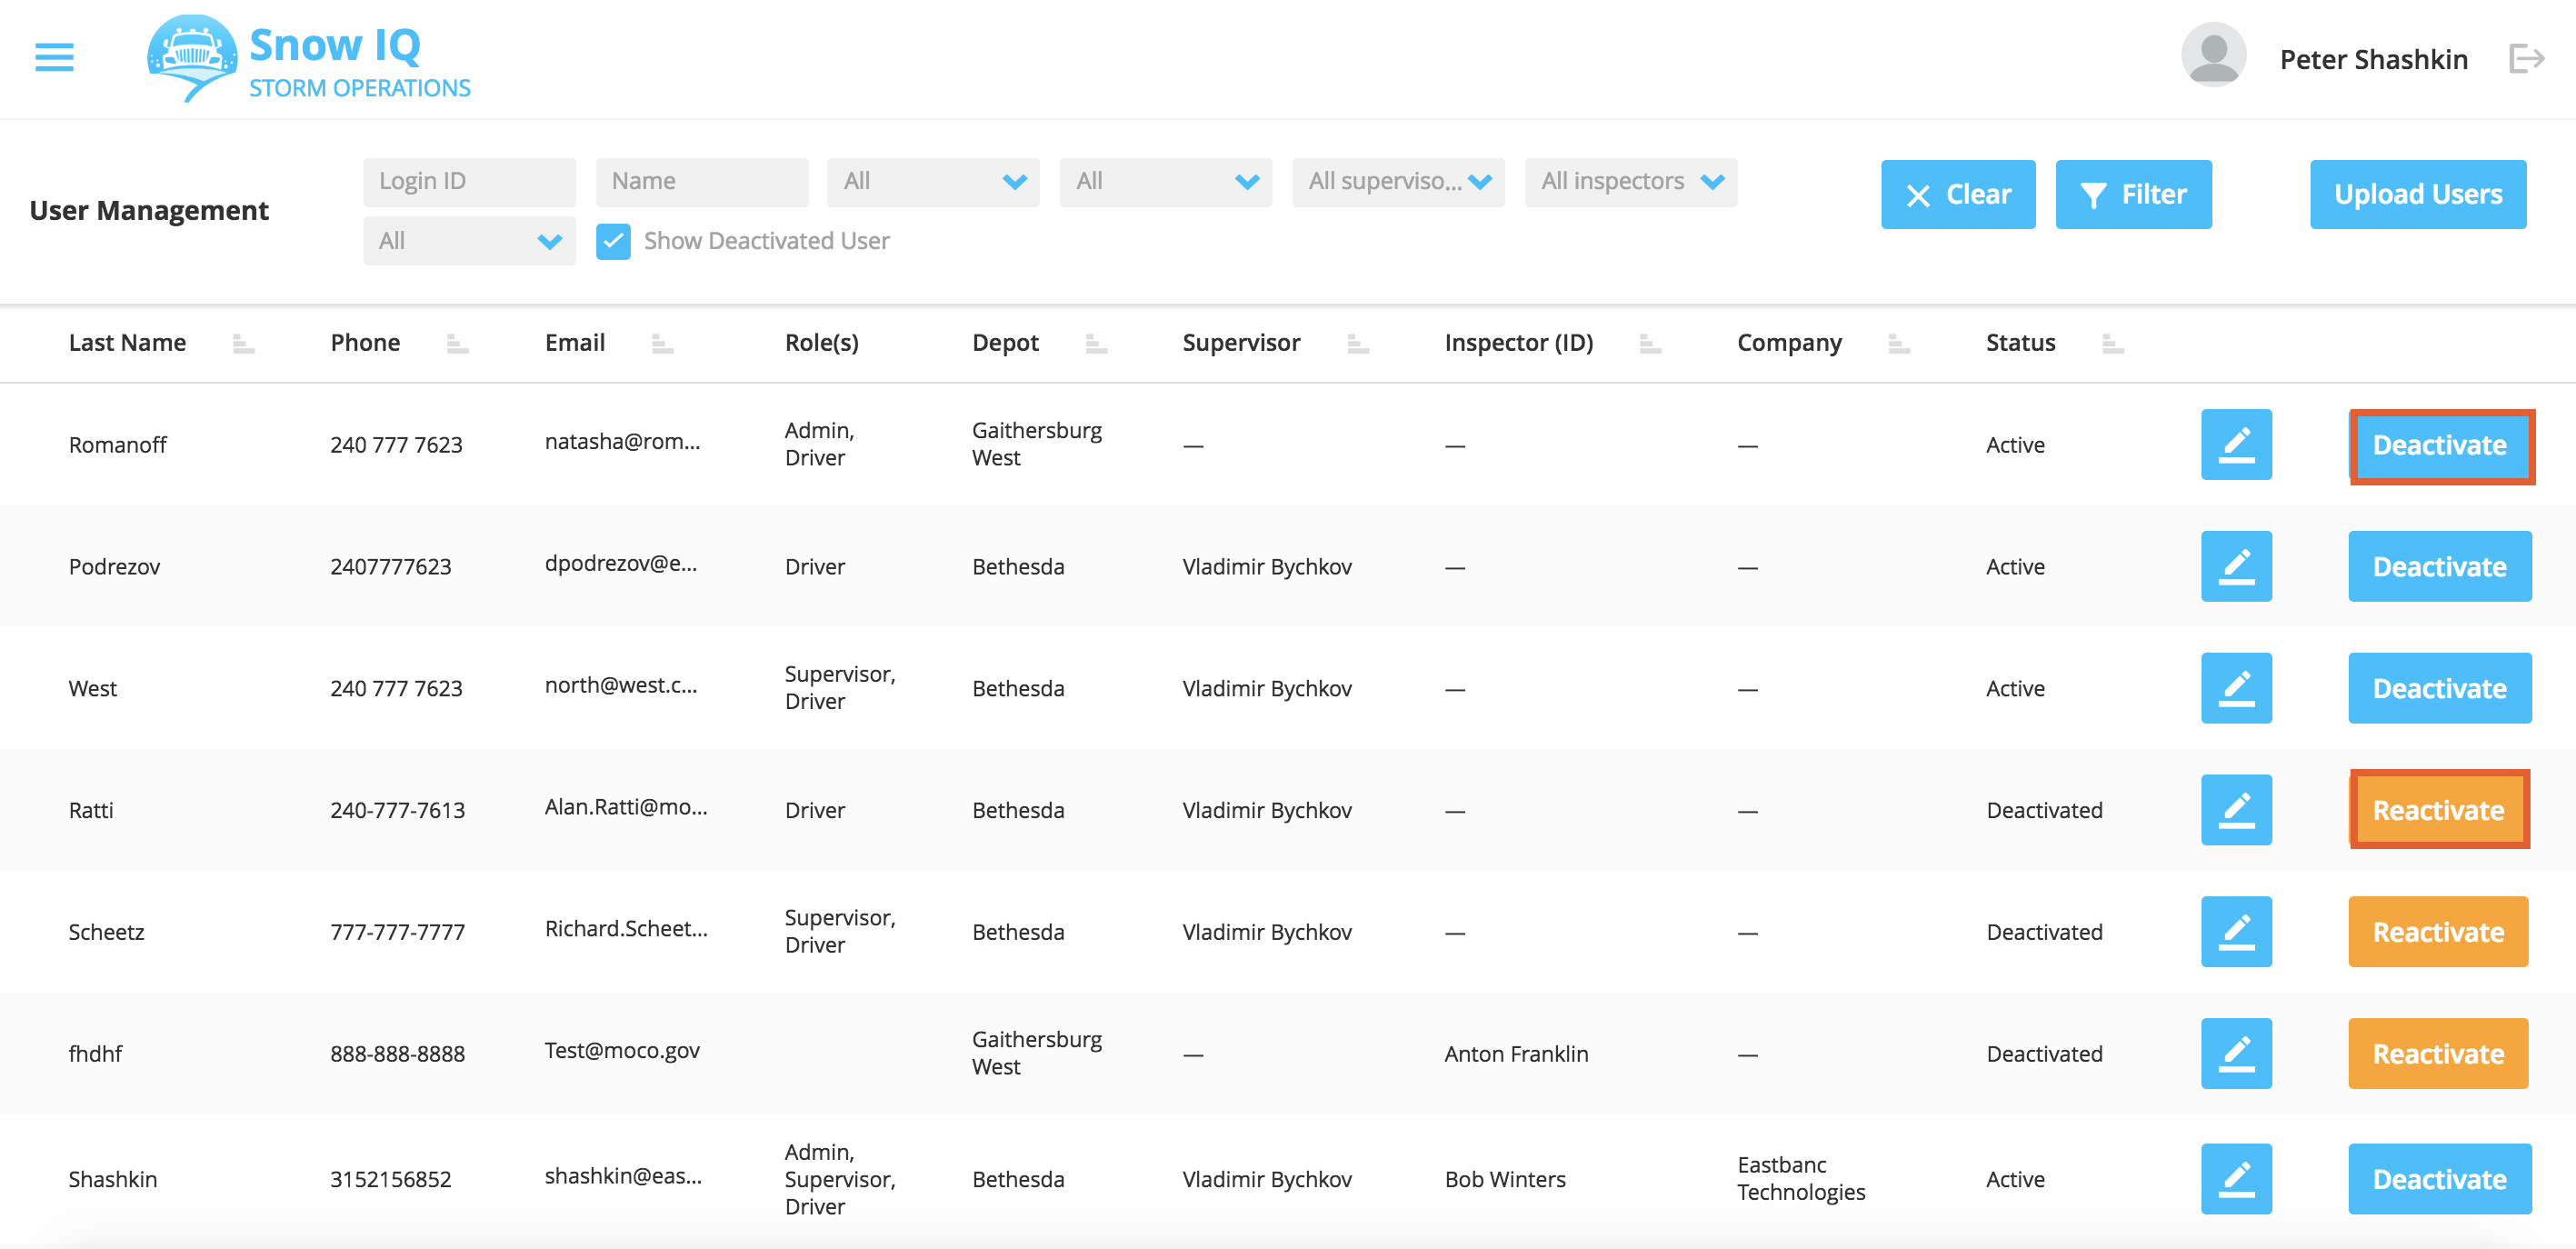 Snow IQ
STORM OPERATIONS
Peter Shashkin
User Management
Login ID
Name
All
All
All superviso...
All inspectors
Clear
Filter
Upload Users
All
Show Deactivated User
Last Name Phone Email Role(s) Depot Supervisor Inspector (ID) Company Status
Romanoff 240 777 7623 natasha@rom... Admin, Driver Gaithersburg West — — — Active Deactivate
Podrezov 2407777623 dpodrezov@e... Driver Bethesda Vladimir Bychkov — — Active Deactivate
West 240 777 7623 north@west.c... Supervisor, Driver Bethesda Vladimir Bychkov — — Active Deactivate
Ratti 240-777-7613 Alan.Ratti@mo... Driver Bethesda Vladimir Bychkov — — Deactivated Reactivate
Scheetz 777-777-7777 Richard.Scheet... Supervisor, Driver Bethesda Vladimir Bychkov — — Deactivated Reactivate
fhdhf 888-888-8888 Test@moco.gov Gaithersburg West — Anton Franklin — Deactivated Reactivate
Shashkin 3152156852 shashkin@eas... Admin, Supervisor, Driver Bethesda Vladimir Bychkov Bob Winters Eastbanc Technologies Active Deactivate